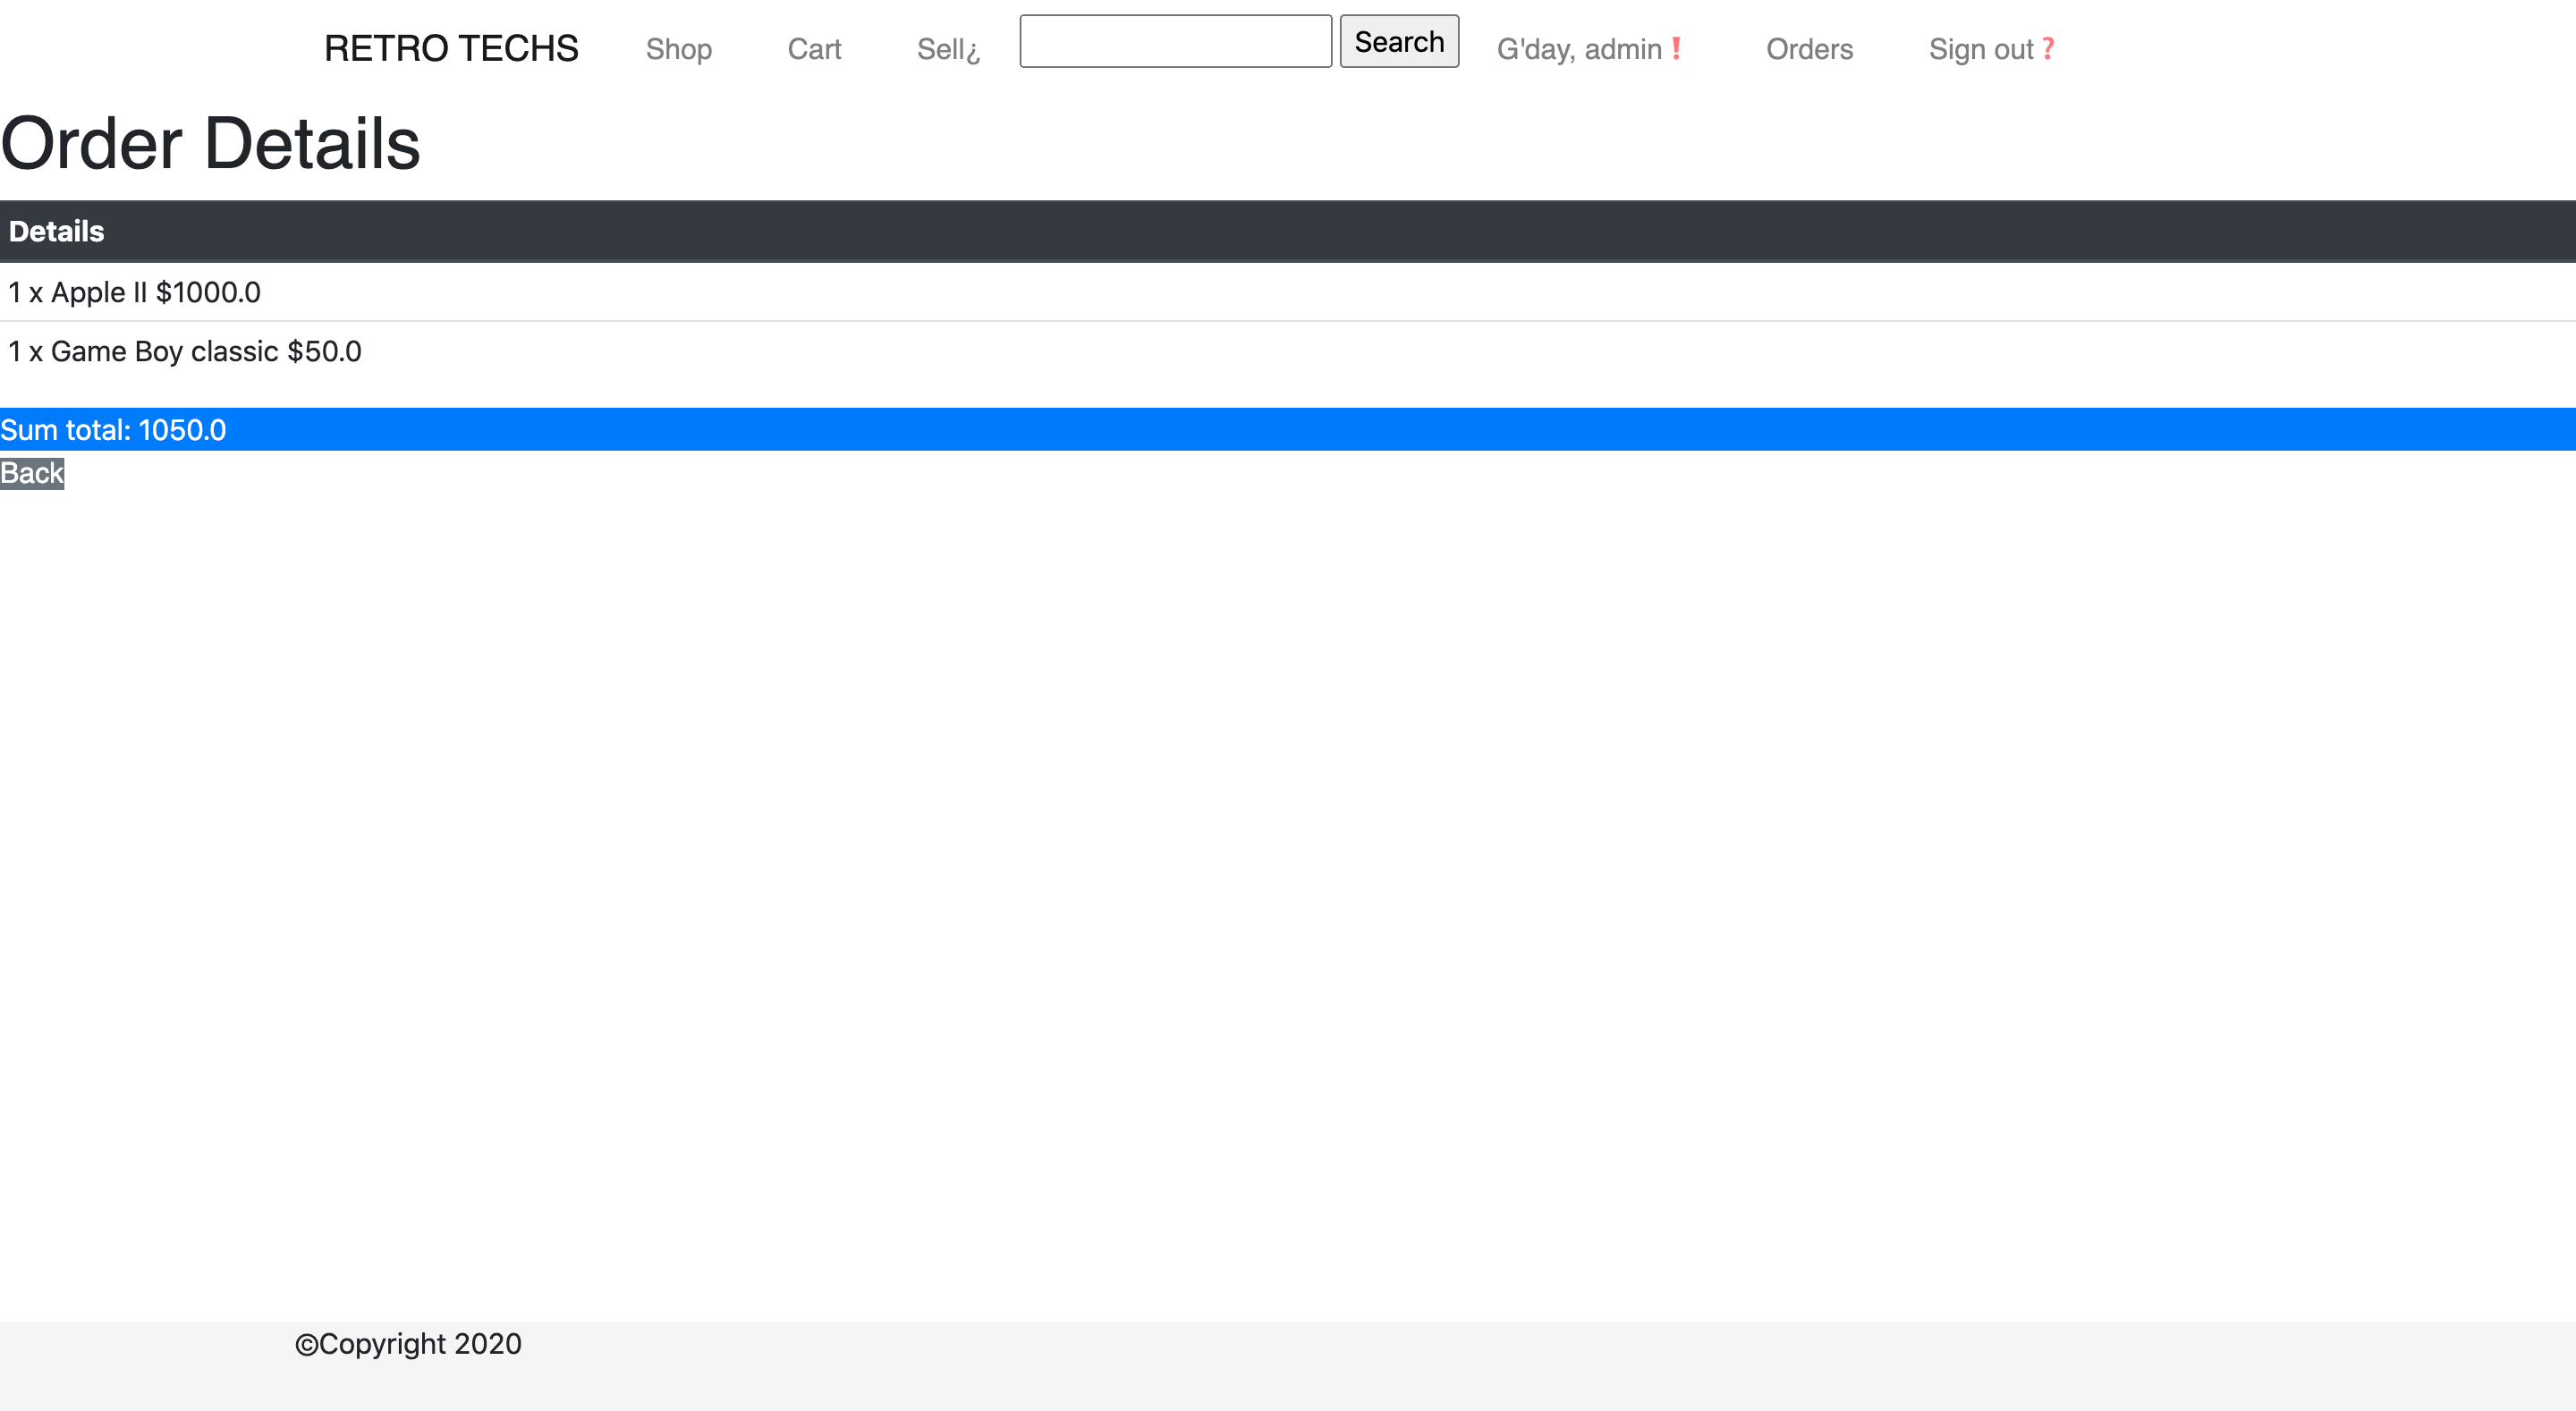 RETRO TECHS Shop Cart Sell¿ Search G'day, admin❗ Orders Sign out❓
Order Details
Details
1 x Apple II $1000.0
1 x Game Boy classic $50.0
Sum total: 1050.0
Back
©Copyright 2020